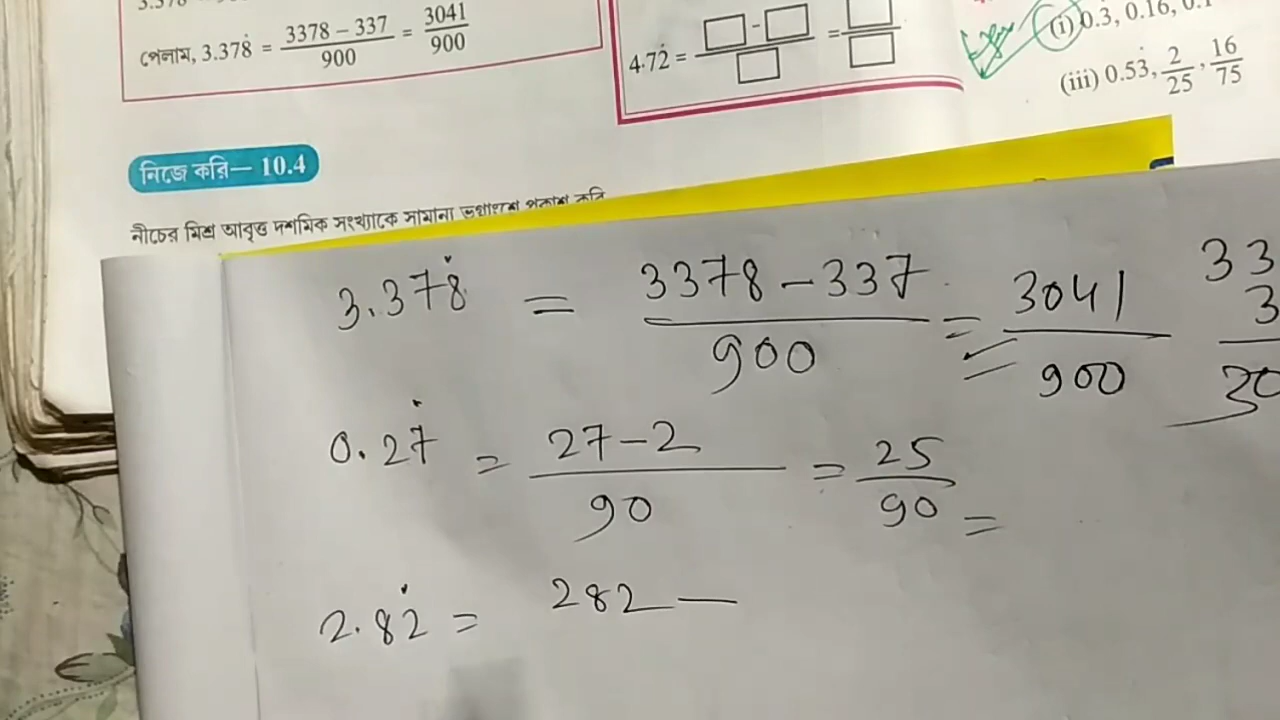 পেলাম, 3.378̇ = (3378 − 337)/900 = 3041/900
4.72̇ = (□ - □)/□ = □/□
(i) 0.3̇, 0.16,
(iii) 0.53̇, 2/25, 16/75
নিজে করি— 10.4
নীচের মিশ্র আবৃত্ত দশমিক সংখ্যাকে সামান্য ভগ্নাংশে প্রকাশ করি
3.378̇ = (3378 − 337)/900 = 3041/900
0.27̇ = (27 − 2)/90 = 25/90 =
2.82̇ = 282 —